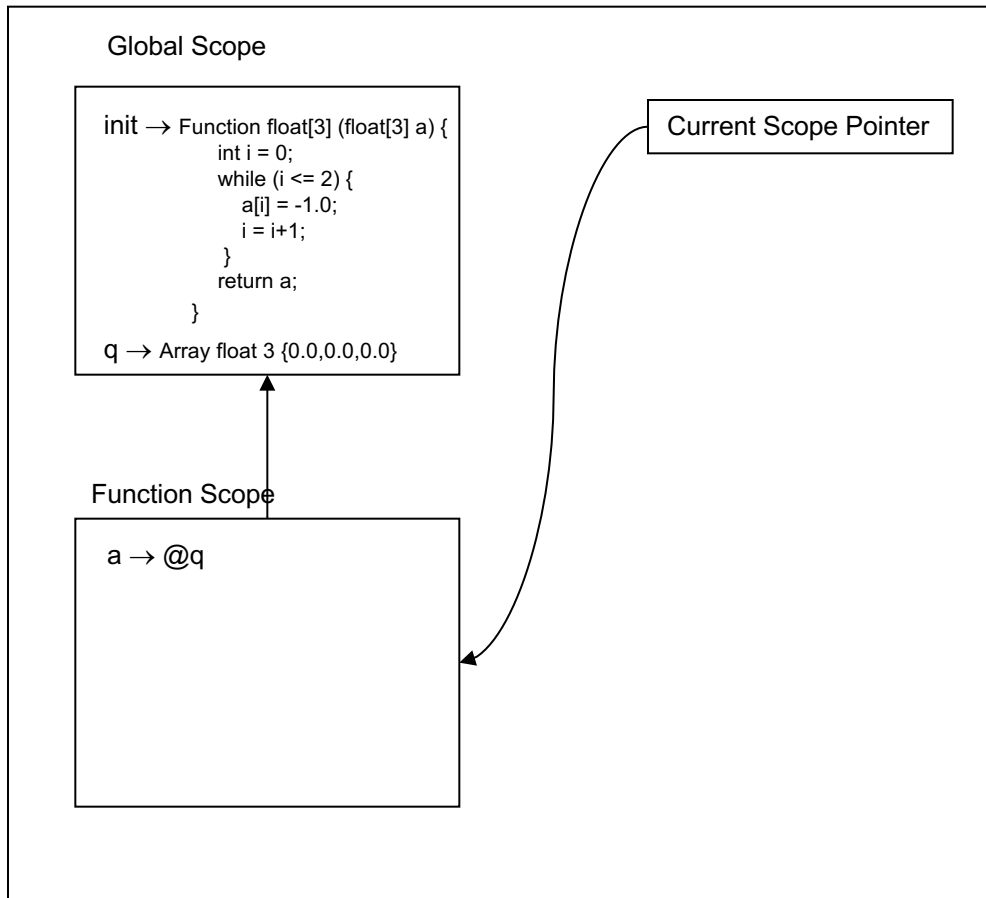 Global Scope
init → Function float[3] (float[3] a) {
int i = 0;
while (i <= 2) {
a[i] = -1.0;
i = i+1;
}
return a;
}
q → Array float 3 {0.0,0.0,0.0}
Current Scope Pointer
Function Scope
a → @q